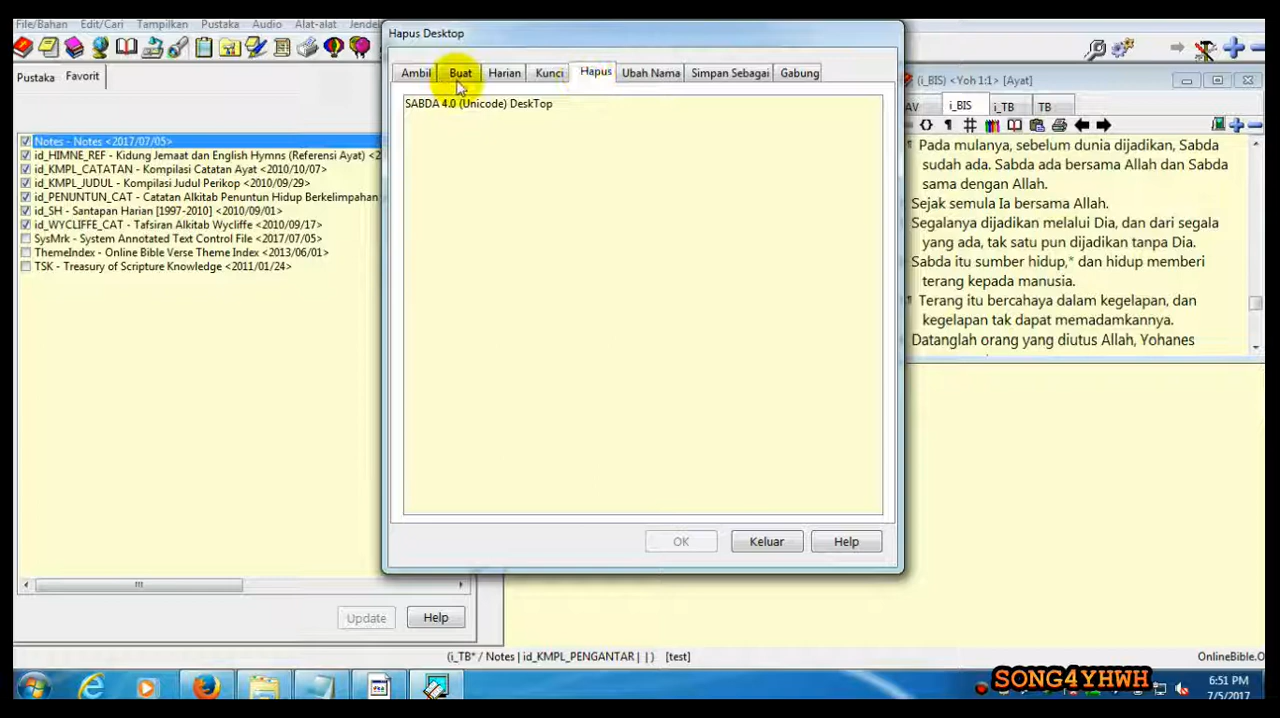 File/Bahan Edit/Cari Tampilkan Pustaka Audio Alat-alat
Pustaka Favorit
Notes - Notes <2017/07/05>
id_HIMNE_REF - Kidung Jemaat dan English Hymns (Referensi Ayat) <2
id_KMPL_CATATAN - Kompilasi Catatan Ayat <2010/10/07>
id_KMPL_JUDUL - Kompilasi Judul Perikop <2010/09/29>
id_PENUNTUN_CAT - Catatan Alkitab Penuntun Hidup Berkelimpahan
id_SH - Santapan Harian [1997-2010] <2010/09/01>
id_WYCLIFFE_CAT - Tafsiran Alkitab Wycliffe <2010/09/17>
SysMrk - System Annotated Text Control File <2017/07/05>
ThemeIndex - Online Bible Verse Theme Index <2013/06/01>
TSK - Treasury of Scripture Knowledge <2011/01/24>
Update Help
Hapus Desktop
Ambil Buat Harian Kunci Hapus Ubah Nama Simpan Sebagai Gabung
SABDA 4.0 (Unicode) DeskTop
OK Keluar Help
(i_BIS) <Yoh 1:1> [Ayat]
AV i_BIS i_TB TB
¶ Pada mulanya, sebelum dunia dijadikan, Sabda
sudah ada. Sabda ada bersama Allah dan Sabda
sama dengan Allah.
Sejak semula Ia bersama Allah.
Segalanya dijadikan melalui Dia, dan dari segala
yang ada, tak satu pun dijadikan tanpa Dia.
Sabda itu sumber hidup,* dan hidup memberi
terang kepada manusia.
¶ Terang itu bercahaya dalam kegelapan, dan
kegelapan tak dapat memadamkannya.
Datanglah orang yang diutus Allah, Yohanes
(i_TB* / Notes | id_KMPL_PENGANTAR | | ) [test]
OnlineBible.O
SONG4YHWH
6:51 PM
7/5/2017